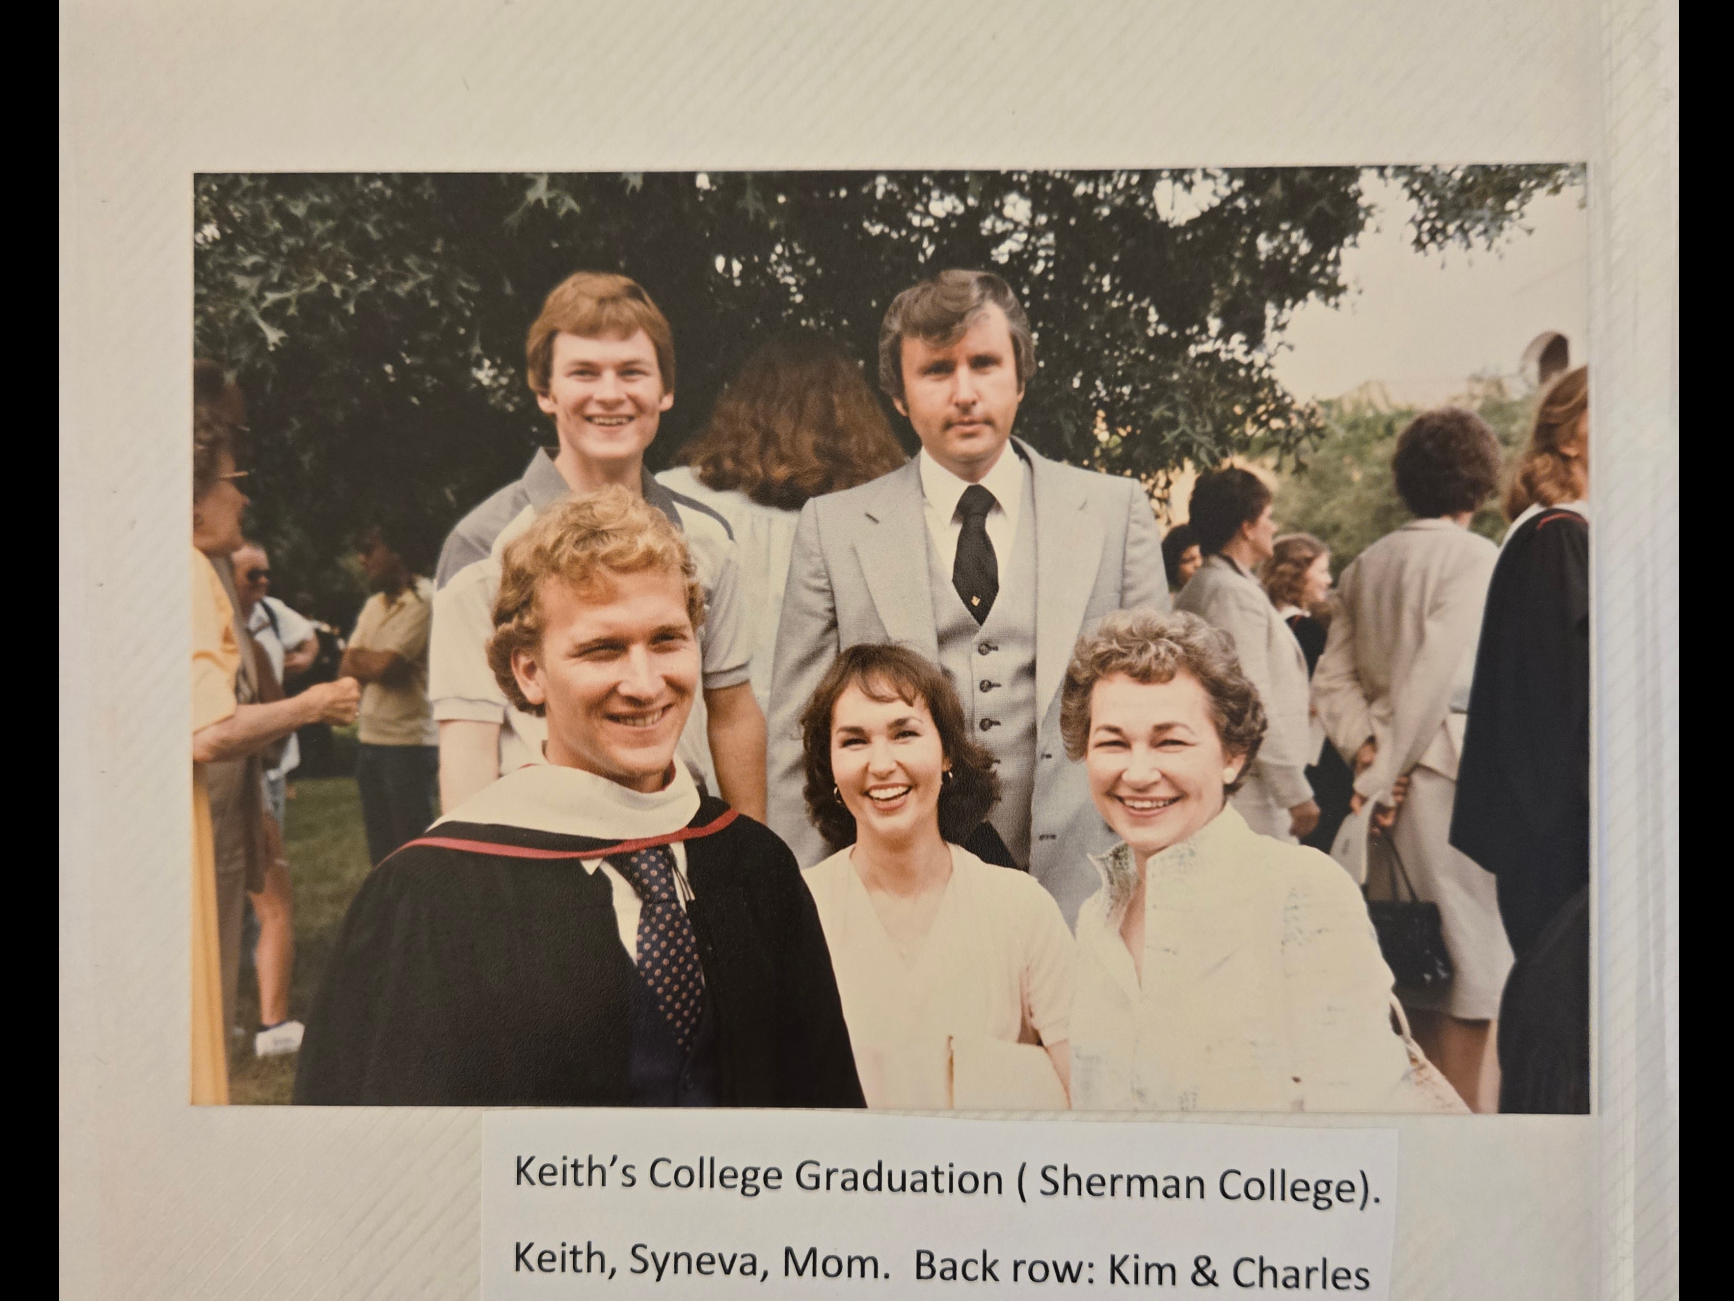 Keith's College Graduation ( Sherman College).
Keith, Syneva, Mom.  Back row: Kim & Charles